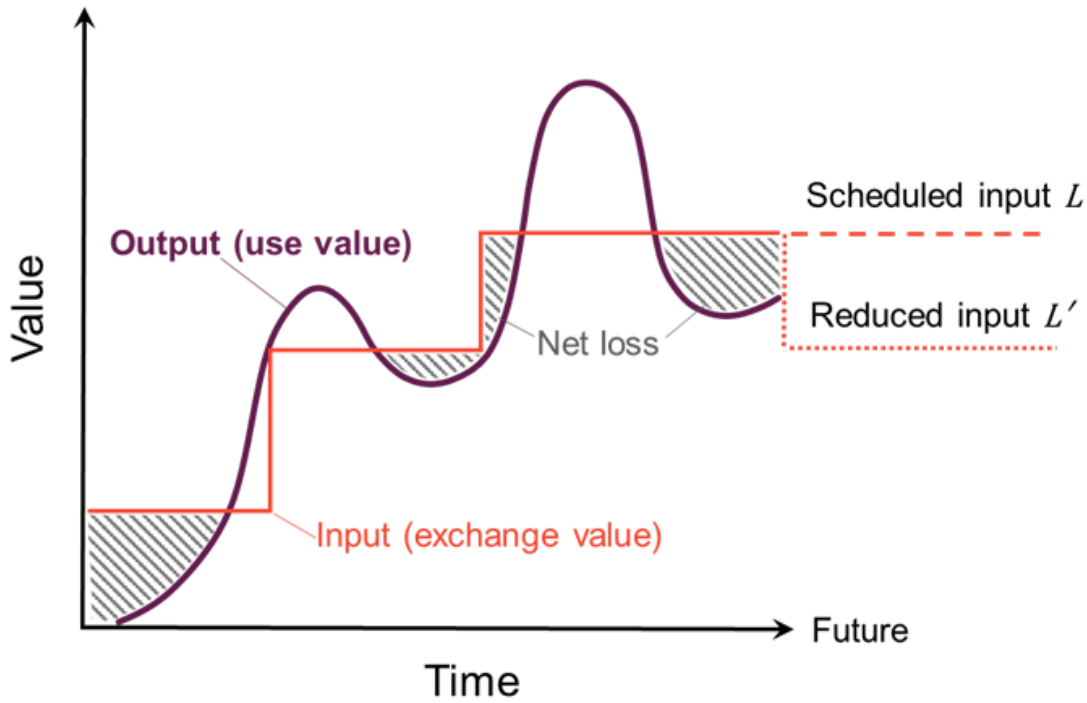 Scheduled input L
Output (use value)
Value
Net loss
Reduced input L′
Input (exchange value)
Future
Time